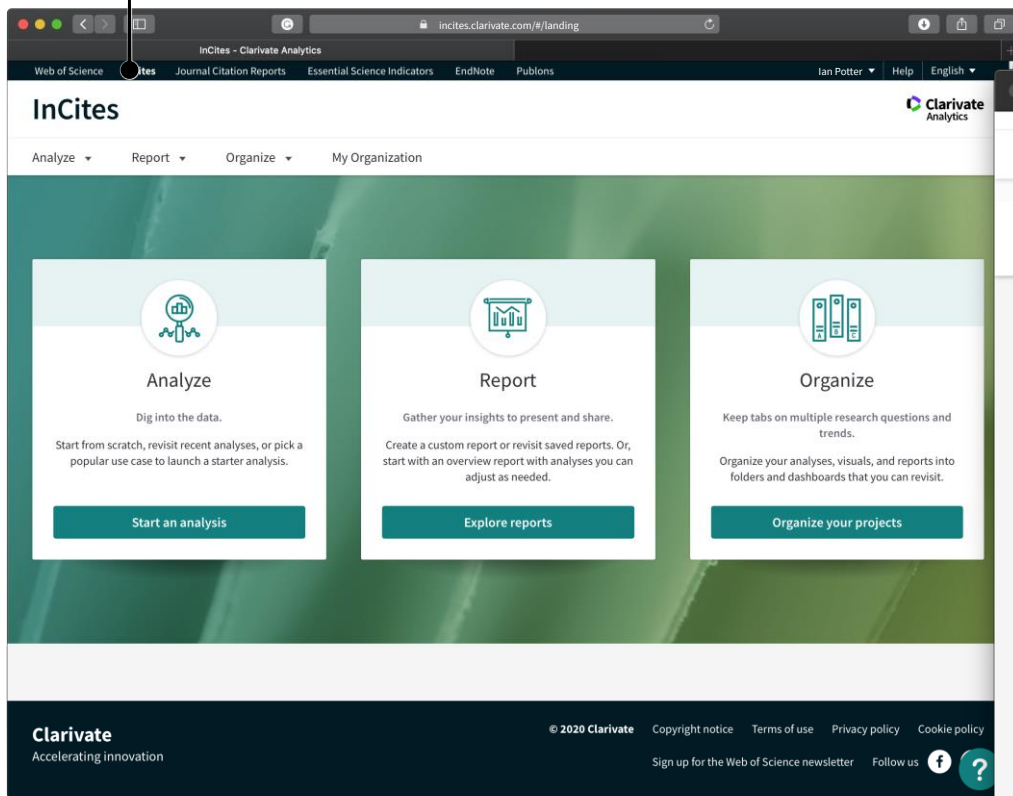 incites.clarivate.com/#/landing
InCites - Clarivate Analytics
Web of Science Journal Citation Reports Essential Science Indicators EndNote Publons Ian Potter Help English
InCites
Clarivate
Analytics
Analyze Report Organize My Organization
Analyze
Dig into the data.
Start from scratch, revisit recent analyses, or pick a
popular use case to launch a starter analysis.
Start an analysis
Report
Gather your insights to present and share.
Create a custom report or revisit saved reports. Or,
start with an overview report with analyses you can
adjust as needed.
Explore reports
Organize
Keep tabs on multiple research questions and
trends.
Organize your analyses, visuals, and reports into
folders and dashboards that you can revisit.
Organize your projects
Clarivate
Accelerating innovation
© 2020 Clarivate Copyright notice Terms of use Privacy policy Cookie policy
Sign up for the Web of Science newsletter Follow us